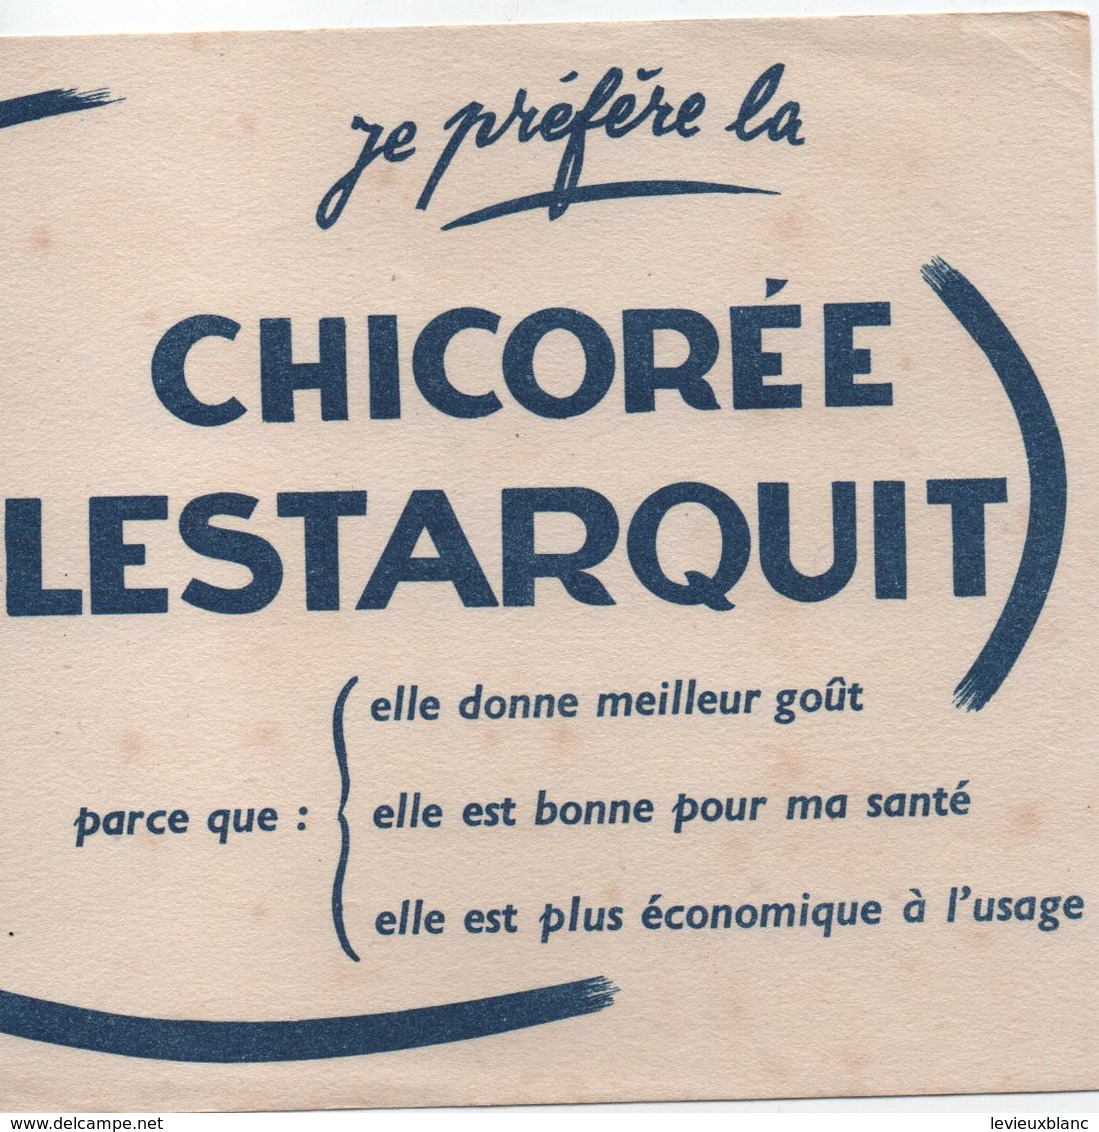 je préfère la
CHICORÉE
LESTARQUIT
elle donne meilleur goût
parce que :
elle est bonne pour ma santé
elle est plus économique à l'usage
www.delcampe.net
levieuxblanc